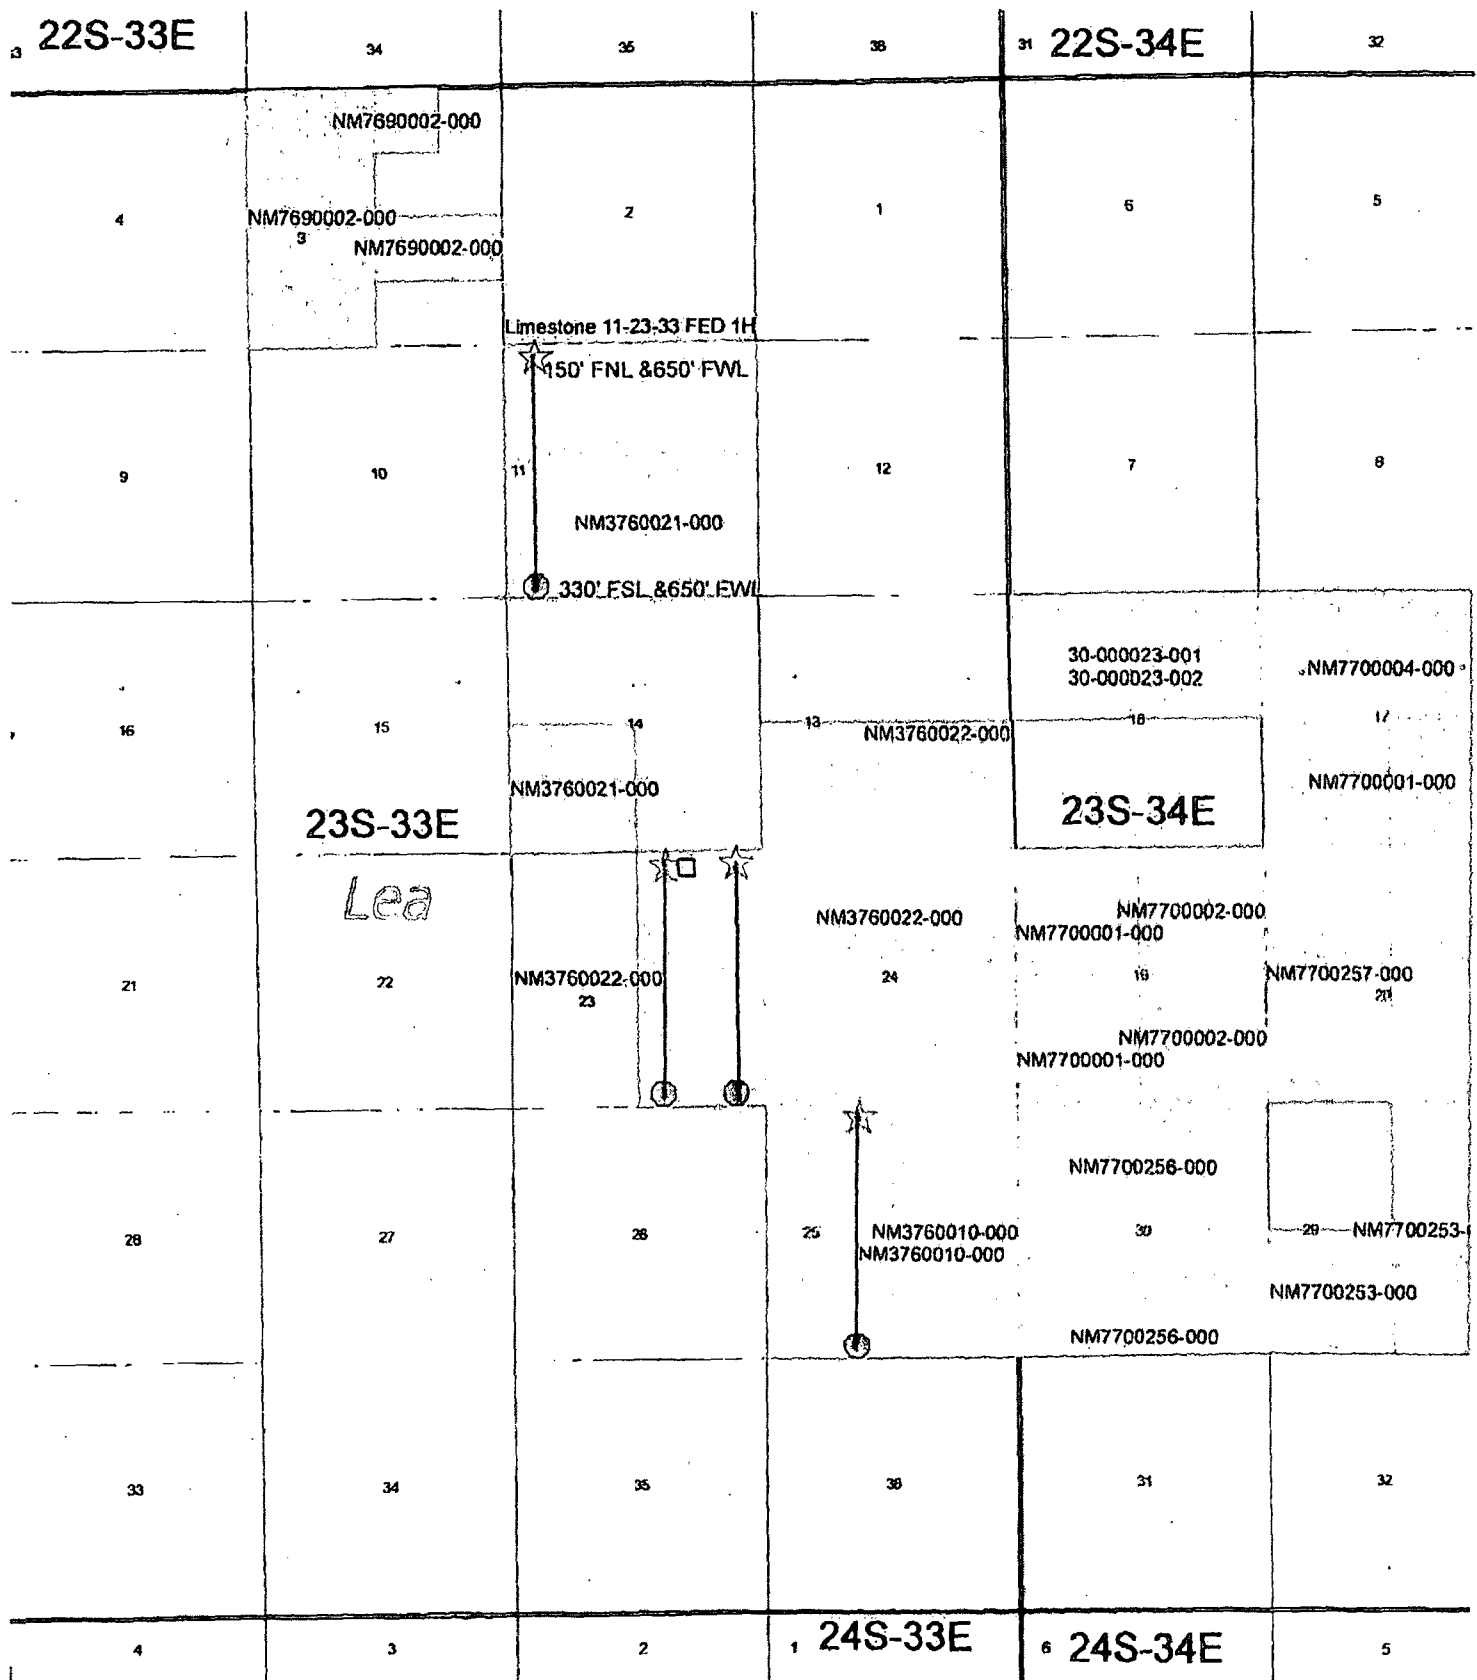 3 22S-33E 34 35 36 31 22S-34E 32
NM7690002-000
4 NM7690002-000 2 1 6 5
3 NM7690002-000
Limestone 11-23-33 FED 1H
150' FNL &650' FWL
9 10 11 12 7 8
NM3760021-000
330' FSL &650' FWL
30-000023-001
30-000023-002 NM7700004-000
16 15 14 13 NM3760022-000 18 17
NM3760021-000 NM7700001-000
23S-33E 23S-34E
Lea
NM3760022-000 NM7700002-000
NM7700001-000
21 22 NM3760022-000 24 19 NM7700257-000
23 20
NM7700002-000
NM7700001-000
NM7700256-000
28 27 26 25 NM3760010-000 30 29 NM7700253-
NM3760010-000
NM7700253-000
NM7700256-000
33 34 35 36 31 32
4 3 2 1 24S-33E 6 24S-34E 5